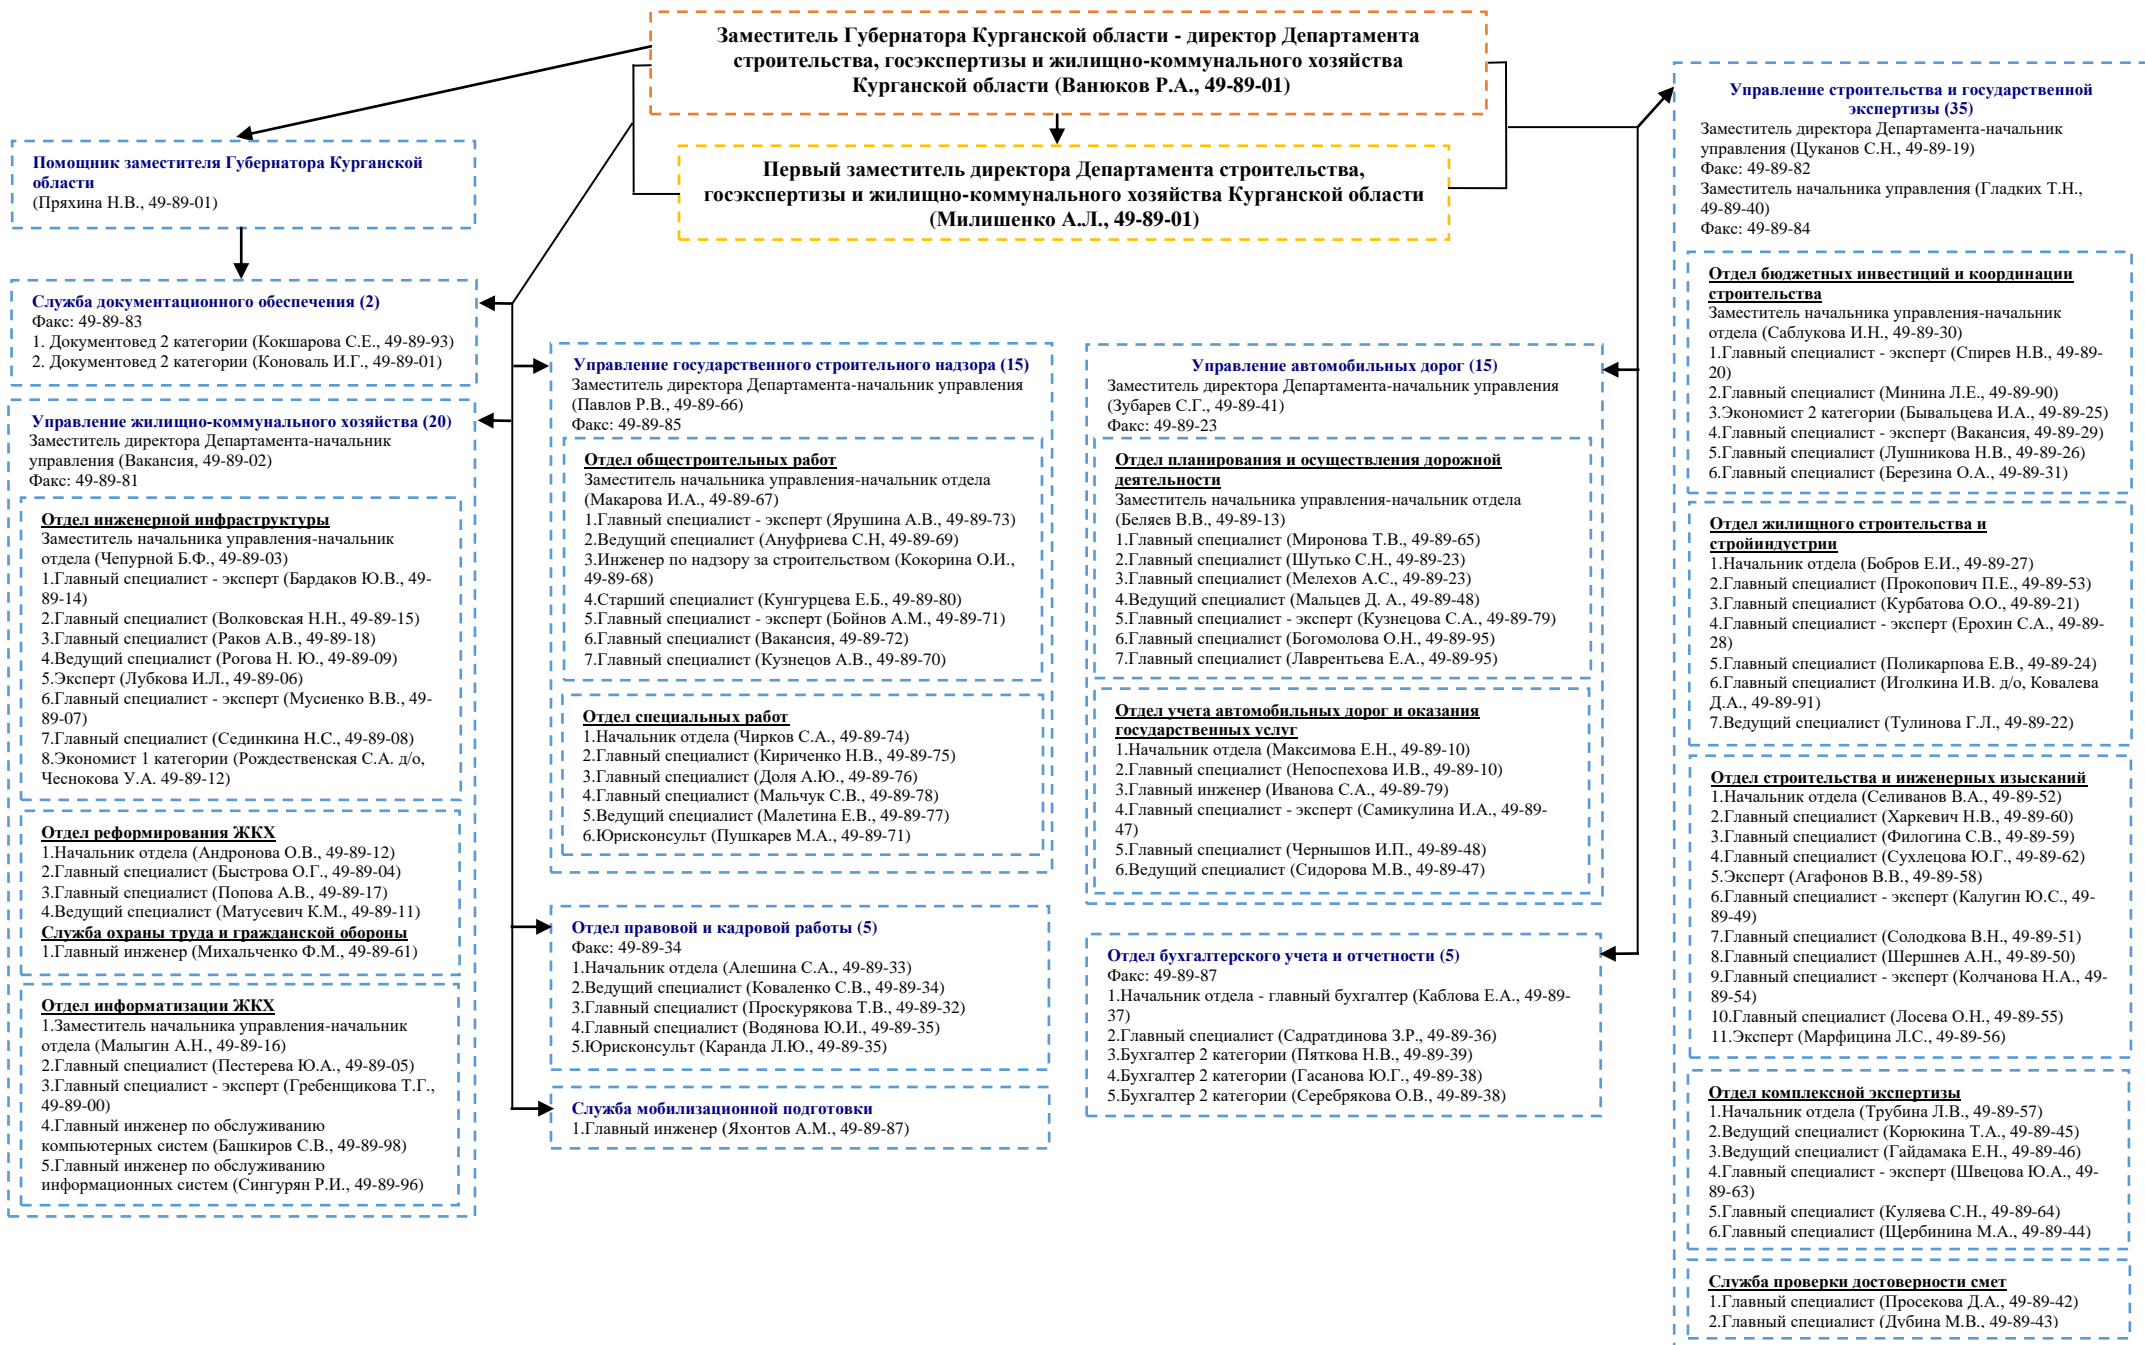 Заместитель Губернатора Курганской области - директор Департамента
строительства, госэкспертизы и жилищно-коммунального хозяйства
Курганской области (Ванюков Р.А., 49-89-01)
Первый заместитель директора Департамента строительства,
госэкспертизы и жилищно-коммунального хозяйства Курганской области
(Милишенко А.Л., 49-89-01)
Помощник заместителя Губернатора Курганской
области
(Пряхина Н.В., 49-89-01)
Служба документационного обеспечения (2)
Факс: 49-89-83
1. Документовед 2 категории (Кокшарова С.Е., 49-89-93)
2. Документовед 2 категории (Коноваль И.Г., 49-89-01)
Управление жилищно-коммунального хозяйства (20)
Заместитель директора Департамента-начальник
управления (Вакансия, 49-89-02)
Факс: 49-89-81
Отдел инженерной инфраструктуры
Заместитель начальника управления-начальник
отдела (Чепурной Б.Ф., 49-89-03)
1.Главный специалист - эксперт (Бардаков Ю.В., 49-
89-14)
2.Главный специалист (Волковская Н.Н., 49-89-15)
3.Главный специалист (Раков А.В., 49-89-18)
4.Ведущий специалист (Рогова Н. Ю., 49-89-09)
5.Эксперт (Лубкова И.Л., 49-89-06)
6.Главный специалист - эксперт (Мусиенко В.В., 49-
89-07)
7.Главный специалист (Сединкина Н.С., 49-89-08)
8.Экономист 1 категории (Рождественская С.А. д/о,
Чеснокова У.А. 49-89-12)
Отдел реформирования ЖКХ
1.Начальник отдела (Андронова О.В., 49-89-12)
2.Главный специалист (Быстрова О.Г., 49-89-04)
3.Главный специалист (Попова А.В., 49-89-17)
4.Ведущий специалист (Матусевич К.М., 49-89-11)
Служба охраны труда и гражданской обороны
1.Главный инженер (Михальченко Ф.М., 49-89-61)
Отдел информатизации ЖКХ
1.Заместитель начальника управления-начальник
отдела (Малыгин А.Н., 49-89-16)
2.Главный специалист (Пестерева Ю.А., 49-89-05)
3.Главный специалист - эксперт (Гребенщикова Т.Г.,
49-89-00)
4.Главный инженер по обслуживанию
компьютерных систем (Башкиров С.В., 49-89-98)
5.Главный инженер по обслуживанию
информационных систем (Сингурян Р.И., 49-89-96)
Управление государственного строительного надзора (15)
Заместитель директора Департамента-начальник управления
(Павлов Р.В., 49-89-66)
Факс: 49-89-85
Отдел общестроительных работ
Заместитель начальника управления-начальник отдела
(Макарова И.А., 49-89-67)
1.Главный специалист - эксперт (Ярушина А.В., 49-89-73)
2.Ведущий специалист (Ануфриева С.Н, 49-89-69)
3.Инженер по надзору за строительством (Кокорина О.И.,
49-89-68)
4.Старший специалист (Кунгурцева Е.Б., 49-89-80)
5.Главный специалист - эксперт (Бойнов А.М., 49-89-71)
6.Главный специалист (Вакансия, 49-89-72)
7.Главный специалист (Кузнецов А.В., 49-89-70)
Отдел специальных работ
1.Начальник отдела (Чирков С.А., 49-89-74)
2.Главный специалист (Кириченко Н.В., 49-89-75)
3.Главный специалист (Доля А.Ю., 49-89-76)
4.Главный специалист (Мальчук С.В., 49-89-78)
5.Ведущий специалист (Малетина Е.В., 49-89-77)
6.Юрисконсульт (Пушкарев М.А., 49-89-71)
Отдел правовой и кадровой работы (5)
Факс: 49-89-34
1.Начальник отдела (Алешина С.А., 49-89-33)
2.Ведущий специалист (Коваленко С.В., 49-89-34)
3.Главный специалист (Проскурякова Т.В., 49-89-32)
4.Главный специалист (Водянова Ю.И., 49-89-35)
5.Юрисконсульт (Каранда Л.Ю., 49-89-35)
Служба мобилизационной подготовки
1.Главный инженер (Яхонтов А.М., 49-89-87)
Управление автомобильных дорог (15)
Заместитель директора Департамента-начальник управления
(Зубарев С.Г., 49-89-41)
Факс: 49-89-23
Отдел планирования и осуществления дорожной
деятельности
Заместитель начальника управления-начальник отдела
(Беляев В.В., 49-89-13)
1.Главный специалист (Миронова Т.В., 49-89-65)
2.Главный специалист (Шутько С.Н., 49-89-23)
3.Главный специалист (Мелехов А.С., 49-89-23)
4.Ведущий специалист (Мальцев Д. А., 49-89-48)
5.Главный специалист - эксперт (Кузнецова С.А., 49-89-79)
6.Главный специалист (Богомолова О.Н., 49-89-95)
7.Главный специалист (Лаврентьева Е.А., 49-89-95)
Отдел учета автомобильных дорог и оказания
государственных услуг
1.Начальник отдела (Максимова Е.Н., 49-89-10)
2.Главный специалист (Непоспехова И.В., 49-89-10)
3.Главный инженер (Иванова С.А., 49-89-79)
4.Главный специалист - эксперт (Самикулина И.А., 49-89-
47)
5.Главный специалист (Чернышов И.П., 49-89-48)
6.Ведущий специалист (Сидорова М.В., 49-89-47)
Отдел бухгалтерского учета и отчетности (5)
Факс: 49-89-87
1.Начальник отдела - главный бухгалтер (Каблова Е.А., 49-89-
37)
2.Главный специалист (Садратдинова З.Р., 49-89-36)
3.Бухгалтер 2 категории (Пяткова Н.В., 49-89-39)
4.Бухгалтер 2 категории (Гасанова Ю.Г., 49-89-38)
5.Бухгалтер 2 категории (Серебрякова О.В., 49-89-38)
Управление строительства и государственной
экспертизы (35)
Заместитель директора Департамента-начальник
управления (Цуканов С.Н., 49-89-19)
Факс: 49-89-82
Заместитель начальника управления (Гладких Т.Н.,
49-89-40)
Факс: 49-89-84
Отдел бюджетных инвестиций и координации
строительства
Заместитель начальника управления-начальник
отдела (Саблукова И.Н., 49-89-30)
1.Главный специалист - эксперт (Спирев Н.В., 49-89-
20)
2.Главный специалист (Минина Л.Е., 49-89-90)
3.Экономист 2 категории (Бывальцева И.А., 49-89-25)
4.Главный специалист - эксперт (Вакансия, 49-89-29)
5.Главный специалист (Лушникова Н.В., 49-89-26)
6.Главный специалист (Березина О.А., 49-89-31)
Отдел жилищного строительства и
стройиндустрии
1.Начальник отдела (Бобров Е.И., 49-89-27)
2.Главный специалист (Прокопович П.Е., 49-89-53)
3.Главный специалист (Курбатова О.О., 49-89-21)
4.Главный специалист - эксперт (Ерохин С.А., 49-89-
28)
5.Главный специалист (Поликарпова Е.В., 49-89-24)
6.Главный специалист (Иголкина И.В. д/о, Ковалева
Д.А., 49-89-91)
7.Ведущий специалист (Тулинова Г.Л., 49-89-22)
Отдел строительства и инженерных изысканий
1.Начальник отдела (Селиванов В.А., 49-89-52)
2.Главный специалист (Харкевич Н.В., 49-89-60)
3.Главный специалист (Филогина С.В., 49-89-59)
4.Главный специалист (Сухлецова Ю.Г., 49-89-62)
5.Эксперт (Агафонов В.В., 49-89-58)
6.Главный специалист - эксперт (Калугин Ю.С., 49-
89-49)
7.Главный специалист (Солодкова В.Н., 49-89-51)
8.Главный специалист (Шершнев А.Н., 49-89-50)
9.Главный специалист - эксперт (Колчанова Н.А., 49-
89-54)
10.Главный специалист (Лосева О.Н., 49-89-55)
11.Эксперт (Марфицина Л.С., 49-89-56)
Отдел комплексной экспертизы
1.Начальник отдела (Трубина Л.В., 49-89-57)
2.Ведущий специалист (Корюкина Т.А., 49-89-45)
3.Ведущий специалист (Гайдамака Е.Н., 49-89-46)
4.Главный специалист - эксперт (Швецова Ю.А., 49-
89-63)
5.Главный специалист (Куляева С.Н., 49-89-64)
6.Главный специалист (Щербинина М.А., 49-89-44)
Служба проверки достоверности смет
1.Главный специалист (Просекова Д.А., 49-89-42)
2.Главный специалист (Дубина М.В., 49-89-43)